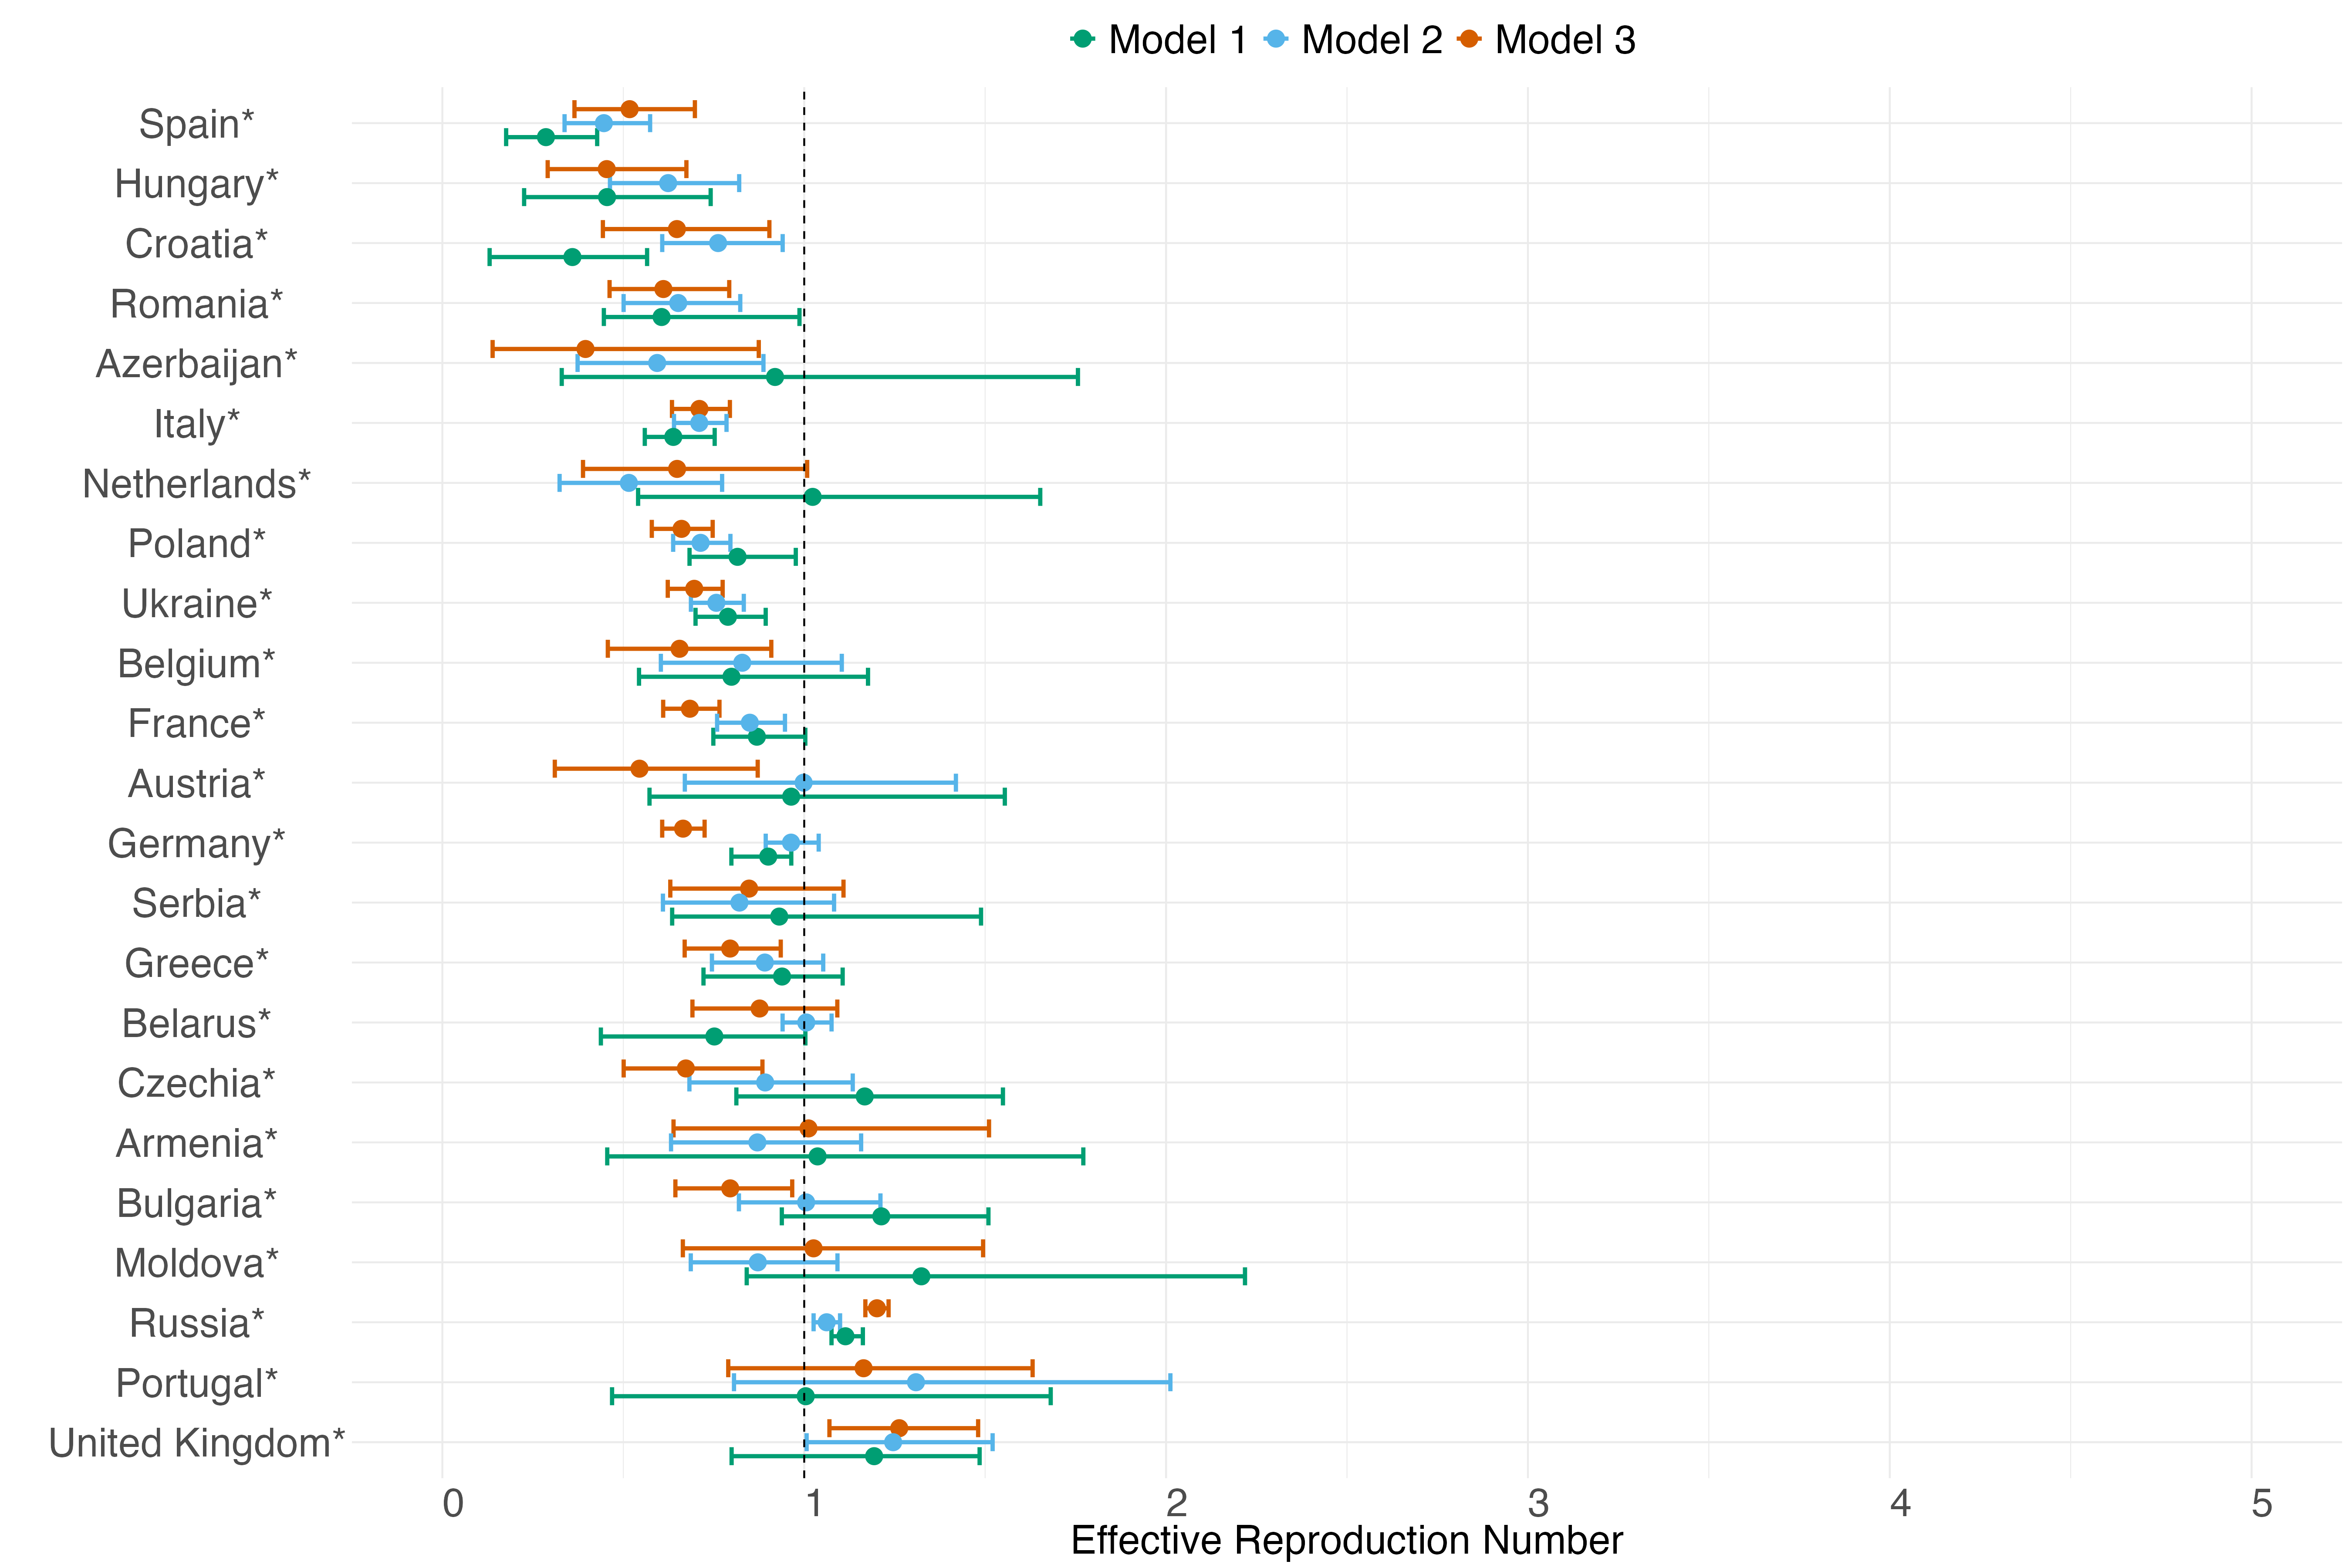 Model 1 Model 2 Model 3
Spain*
Hungary*
Croatia*
Romania*
Azerbaijan*
Italy*
Netherlands*
Poland*
Ukraine*
Belgium*
France*
Austria*
Germany*
Serbia*
Greece*
Belarus*
Czechia*
Armenia*
Bulgaria*
Moldova*
Russia*
Portugal*
United Kingdom*
0 1 2 3 4 5
Effective Reproduction Number